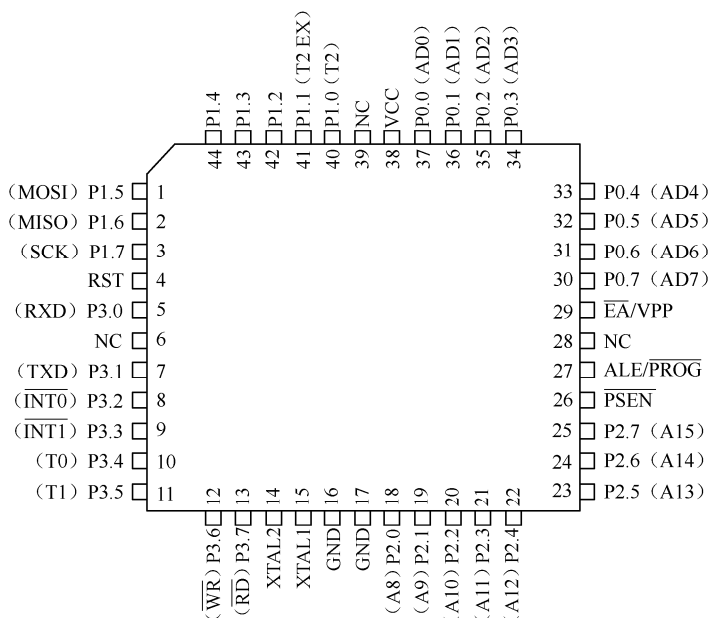 P1.4
P1.3
P1.2
P1.1（T2 EX）
P1.0（T2）
NC
VCC
P0.0（AD0）
P0.1（AD1）
P0.2（AD2）
P0.3（AD3）
44
43
42
41
40
39
38
37
36
35
34
（MOSI）P1.5 1
（MISO）P1.6 2
（SCK）P1.7 3
RST 4
（RXD）P3.0 5
NC 6
（TXD）P3.1 7
（INT0）P3.2 8
（INT1）P3.3 9
（T0）P3.4 10
（T1）P3.5 11
33 P0.4（AD4）
32 P0.5（AD5）
31 P0.6（AD6）
30 P0.7（AD7）
29 EA/VPP
28 NC
27 ALE/PROG
26 PSEN
25 P2.7（A15）
24 P2.6（A14）
23 P2.5（A13）
12
13
14
15
16
17
18
19
20
21
22
（WR）P3.6
（RD）P3.7
XTAL2
XTAL1
GND
GND
（A8）P2.0
（A9）P2.1
（A10）P2.2
（A11）P2.3
（A12）P2.4